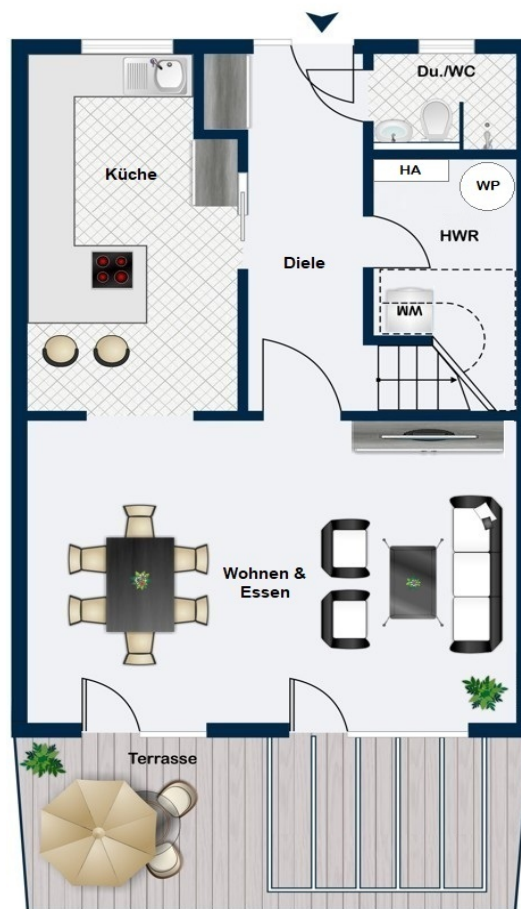 Du./WC
Küche
HA
WP
HWR
Diele
WM
Wohnen &
Essen
Terrasse